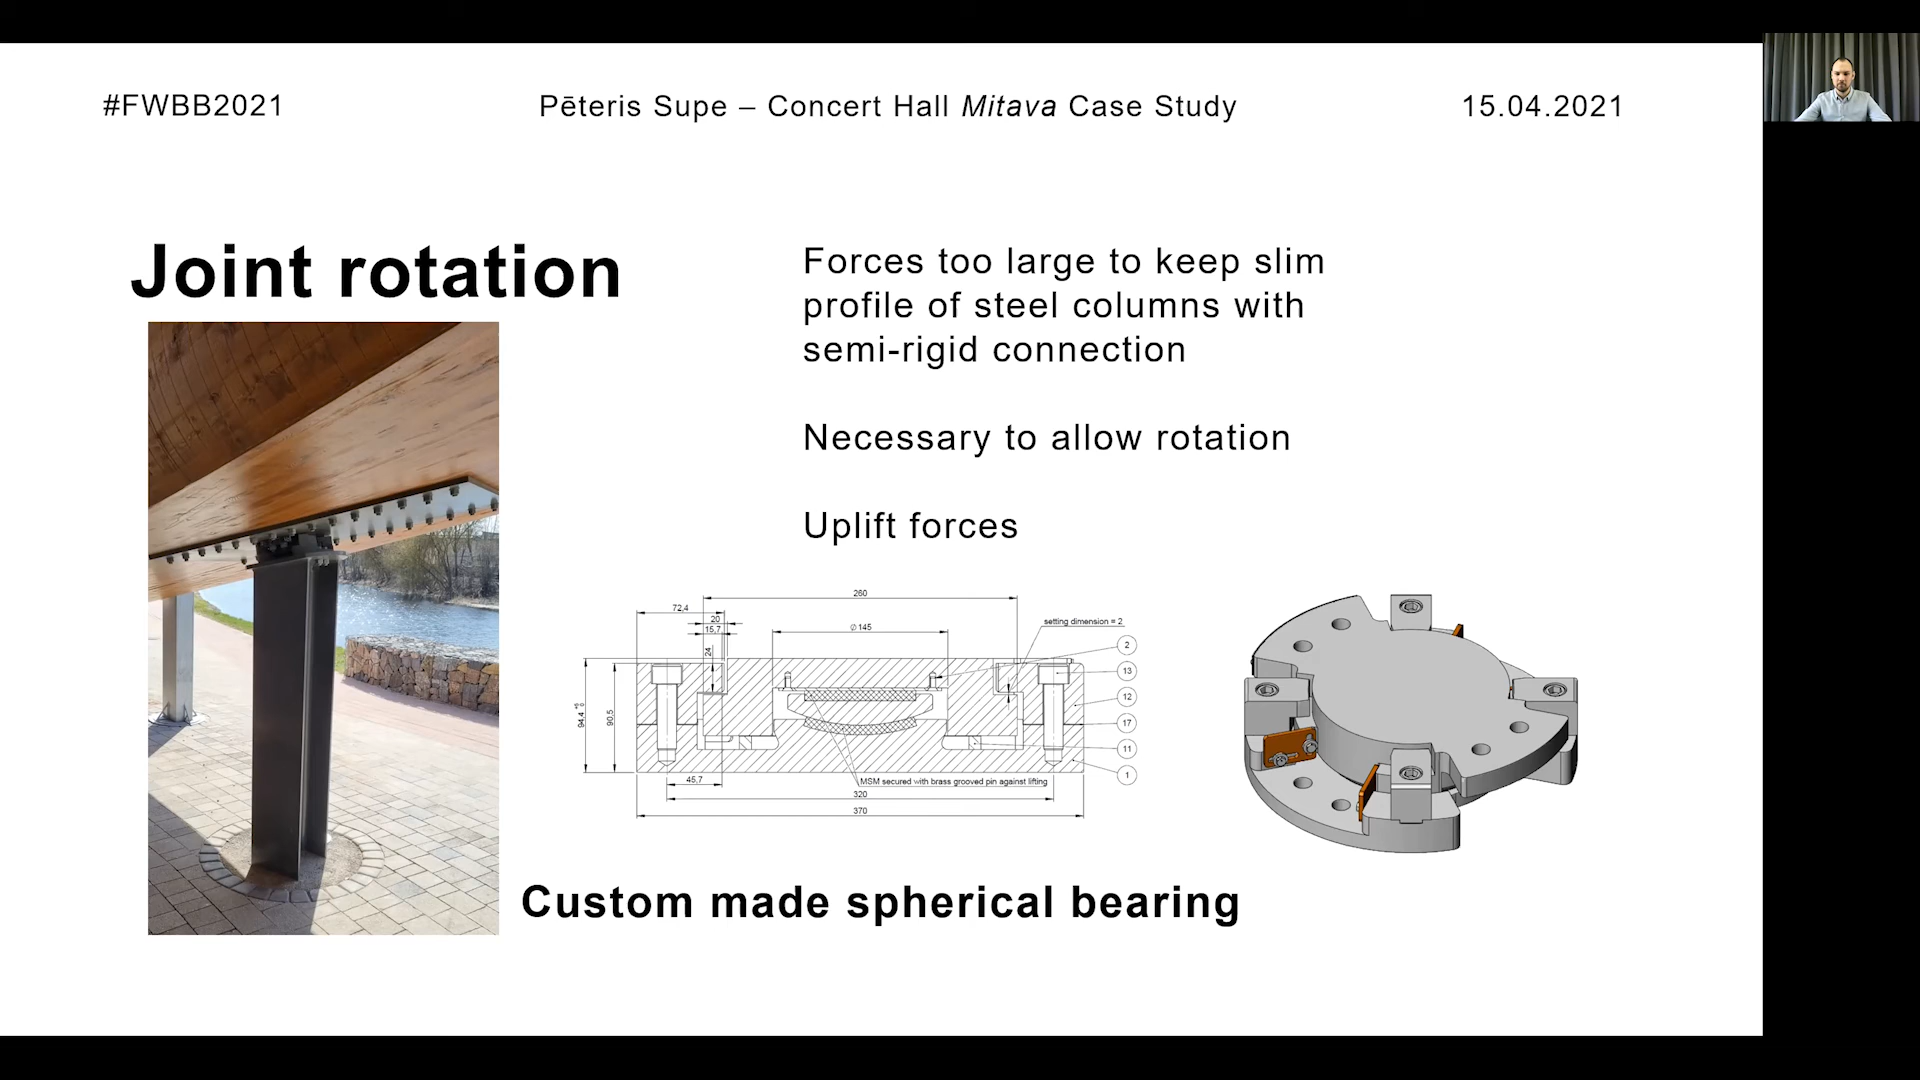 #FWBB2021
Pēteris Supe – Concert Hall Mitava Case Study
15.04.2021
Joint rotation
Forces too large to keep slim
profile of steel columns with
semi-rigid connection
Necessary to allow rotation
Uplift forces
260
72,4
20
15,7
Ø 145
setting dimension = 2
24
2
13
12
17
11
1
94,4 +5 0
90,5
45,7
MSM secured with brass grooved pin against lifting
320
370
Custom made spherical bearing